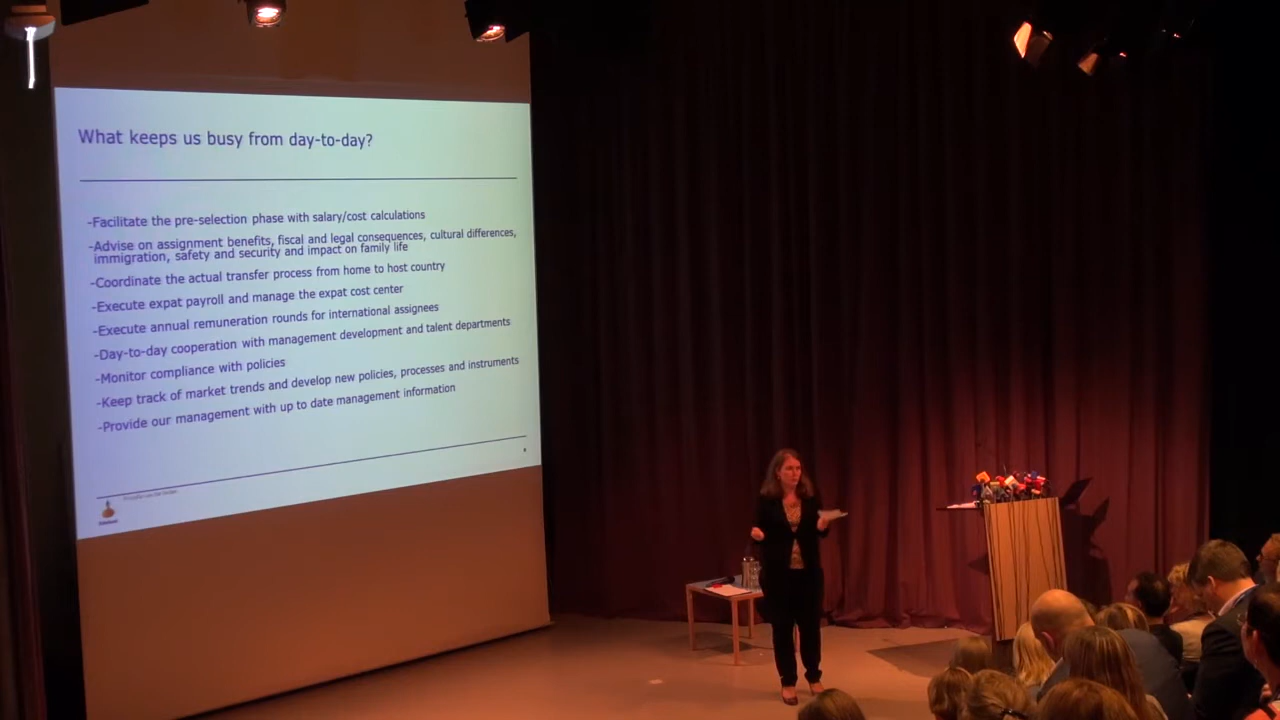 What keeps us busy from day-to-day?
-Facilitate the pre-selection phase with salary/cost calculations
-Advise on assignment benefits, fiscal and legal consequences, cultural differences,
immigration, safety and security and impact on family life
-Coordinate the actual transfer process from home to host country
-Execute expat payroll and manage the expat cost center
-Execute annual remuneration rounds for international assignees
-Day-to-day cooperation with management development and talent departments
-Monitor compliance with policies
-Keep track of market trends and develop new policies, processes and instruments
-Provide our management with up to date management information